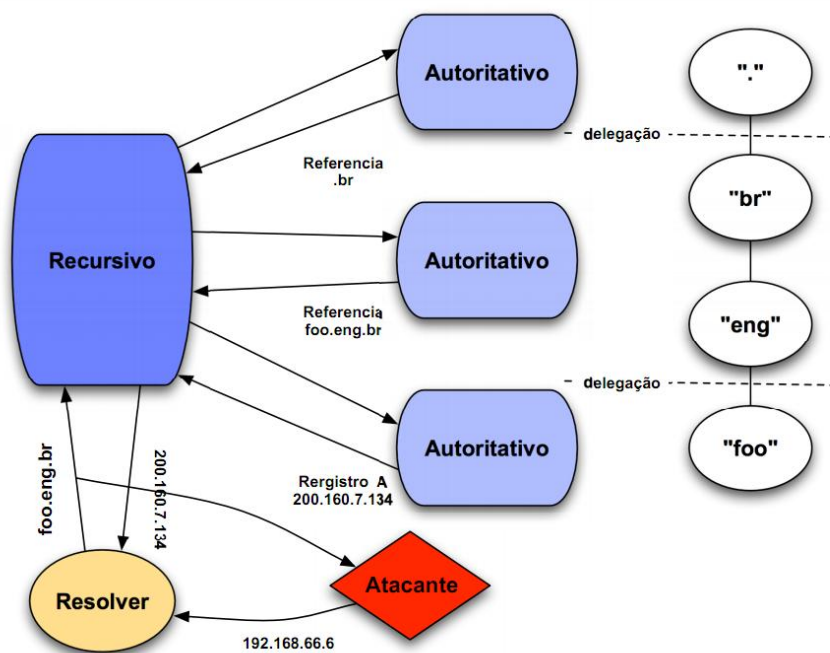 Autoritativo
"."
delegação
Referencia
.br
"br"
Recursivo
Autoritativo
Referencia
foo.eng.br
"eng"
delegação
Autoritativo
"foo"
Rergistro A
200.160.7.134
foo.eng.br
200.160.7.134
Resolver
Atacante
192.168.66.6